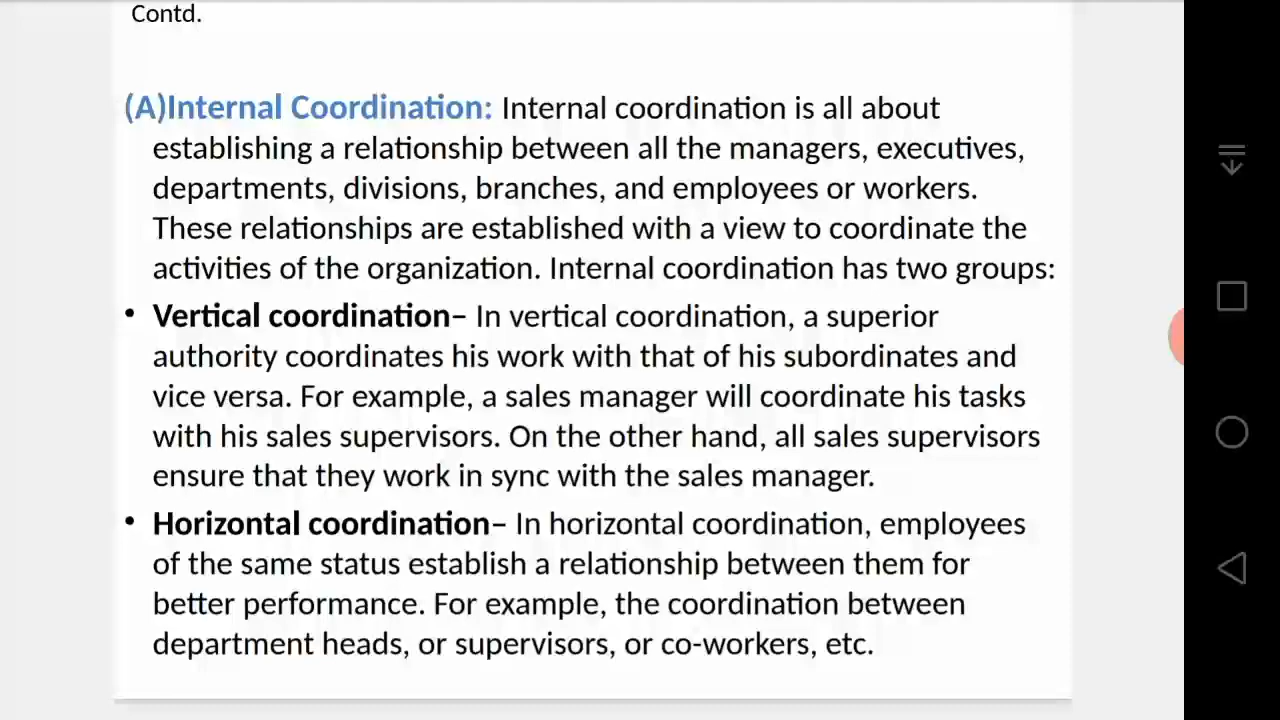 Contd.
(A)Internal Coordination: Internal coordination is all about
establishing a relationship between all the managers, executives,
departments, divisions, branches, and employees or workers.
These relationships are established with a view to coordinate the
activities of the organization. Internal coordination has two groups:
• Vertical coordination– In vertical coordination, a superior
authority coordinates his work with that of his subordinates and
vice versa. For example, a sales manager will coordinate his tasks
with his sales supervisors. On the other hand, all sales supervisors
ensure that they work in sync with the sales manager.
• Horizontal coordination– In horizontal coordination, employees
of the same status establish a relationship between them for
better performance. For example, the coordination between
department heads, or supervisors, or co-workers, etc.